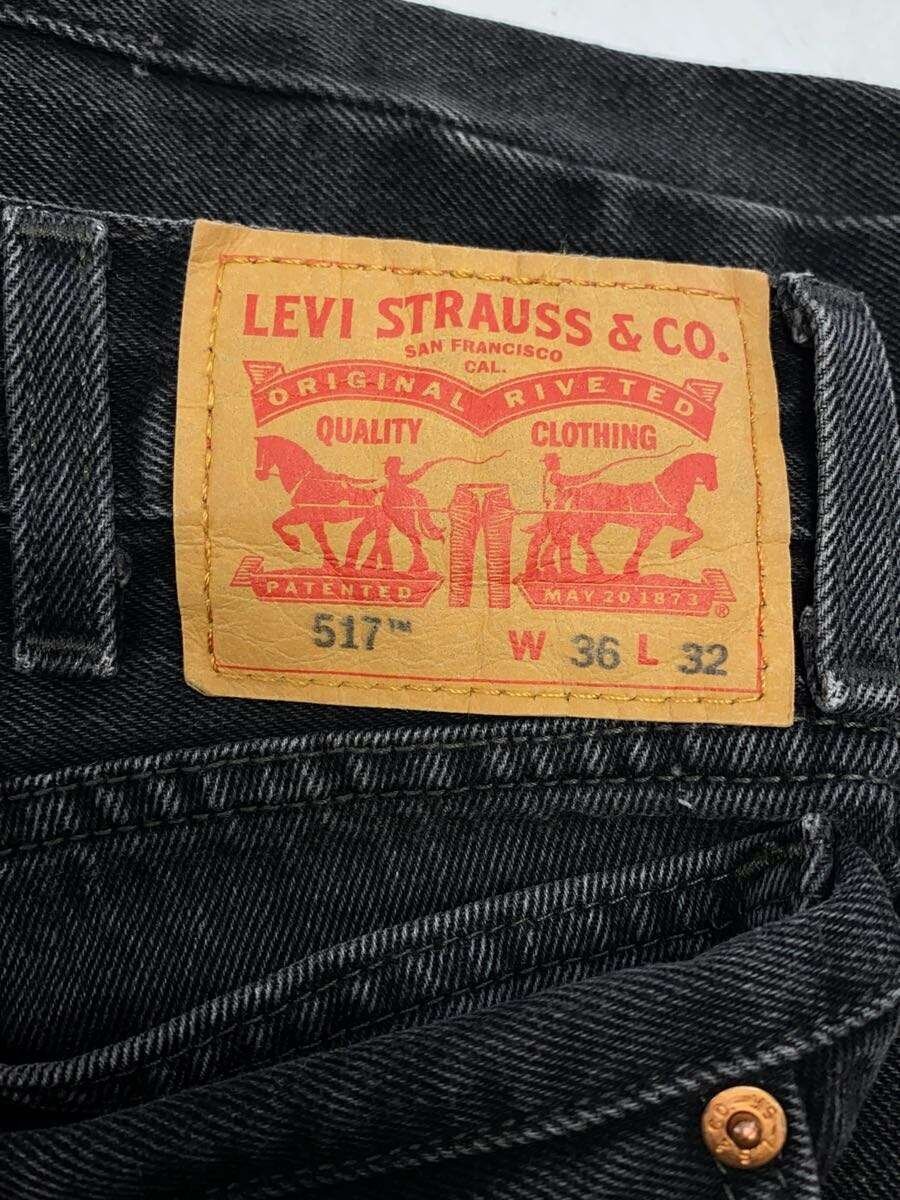 LEVI STRAUSS & CO.
SAN FRANCISCO
CAL.
ORIGINAL RIVETED
QUALITY CLOTHING
PATENTED MAY 20 1873 ®
517™ W 36 L 32